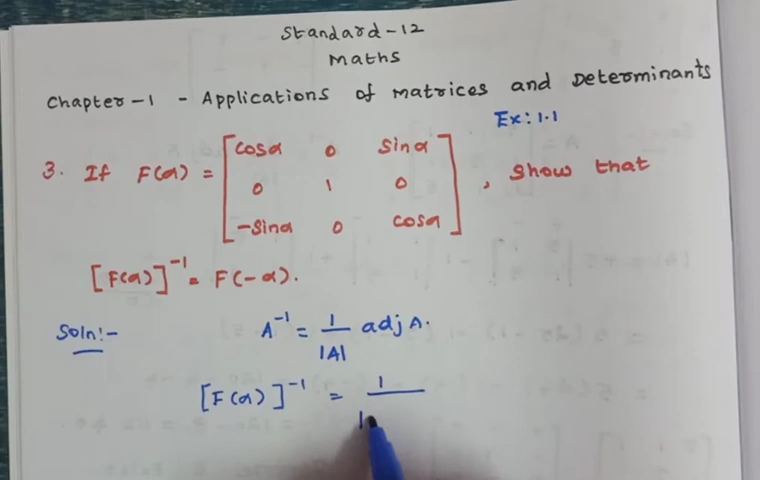 Standard-12
Maths
Chapter-1 - Applications of matrices and Determinants
Ex: 1.1
3. If F(α) = [cosα 0 sinα
0 1 0
-sinα 0 cosα], show that
[F(α)]⁻¹ = F(-α).
Soln:- A⁻¹ = 1/|A| adj A.
[F(α)]⁻¹ = 1/|